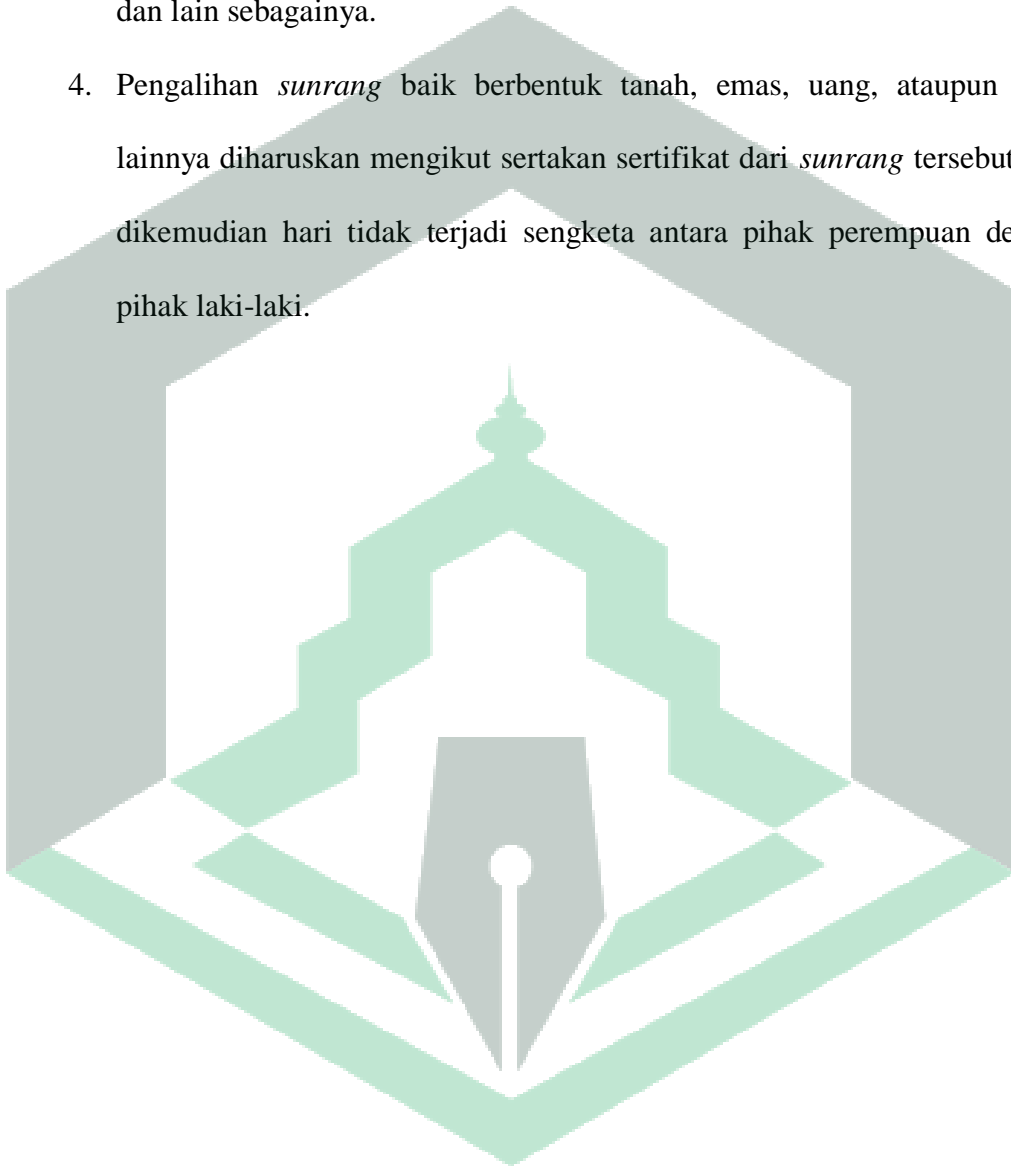 dan lain sebagainya.
4. Pengalihan sunrang baik berbentuk tanah, emas, uang, ataupun
lainnya diharuskan mengikut sertakan sertifikat dari sunrang tersebut
dikemudian hari tidak terjadi sengketa antara pihak perempuan de
pihak laki-laki.